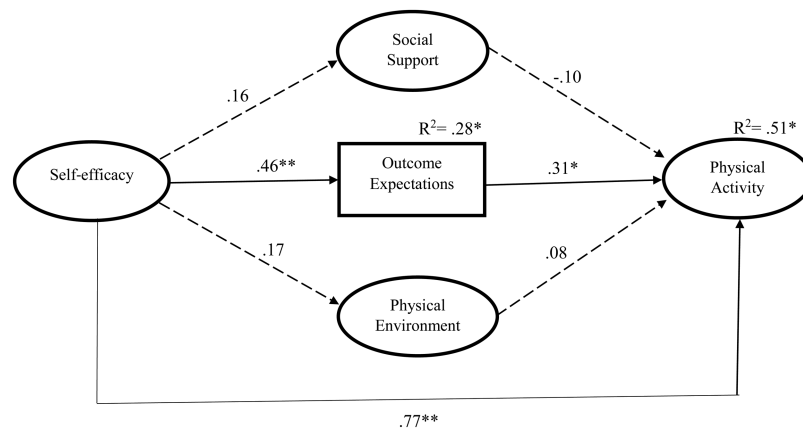 Social
Support
.16
-.10
R²= .28*
R²= .51*
Self-efficacy
.46**
Outcome
Expectations
.31*
Physical
Activity
.17
.08
Physical
Environment
.77**